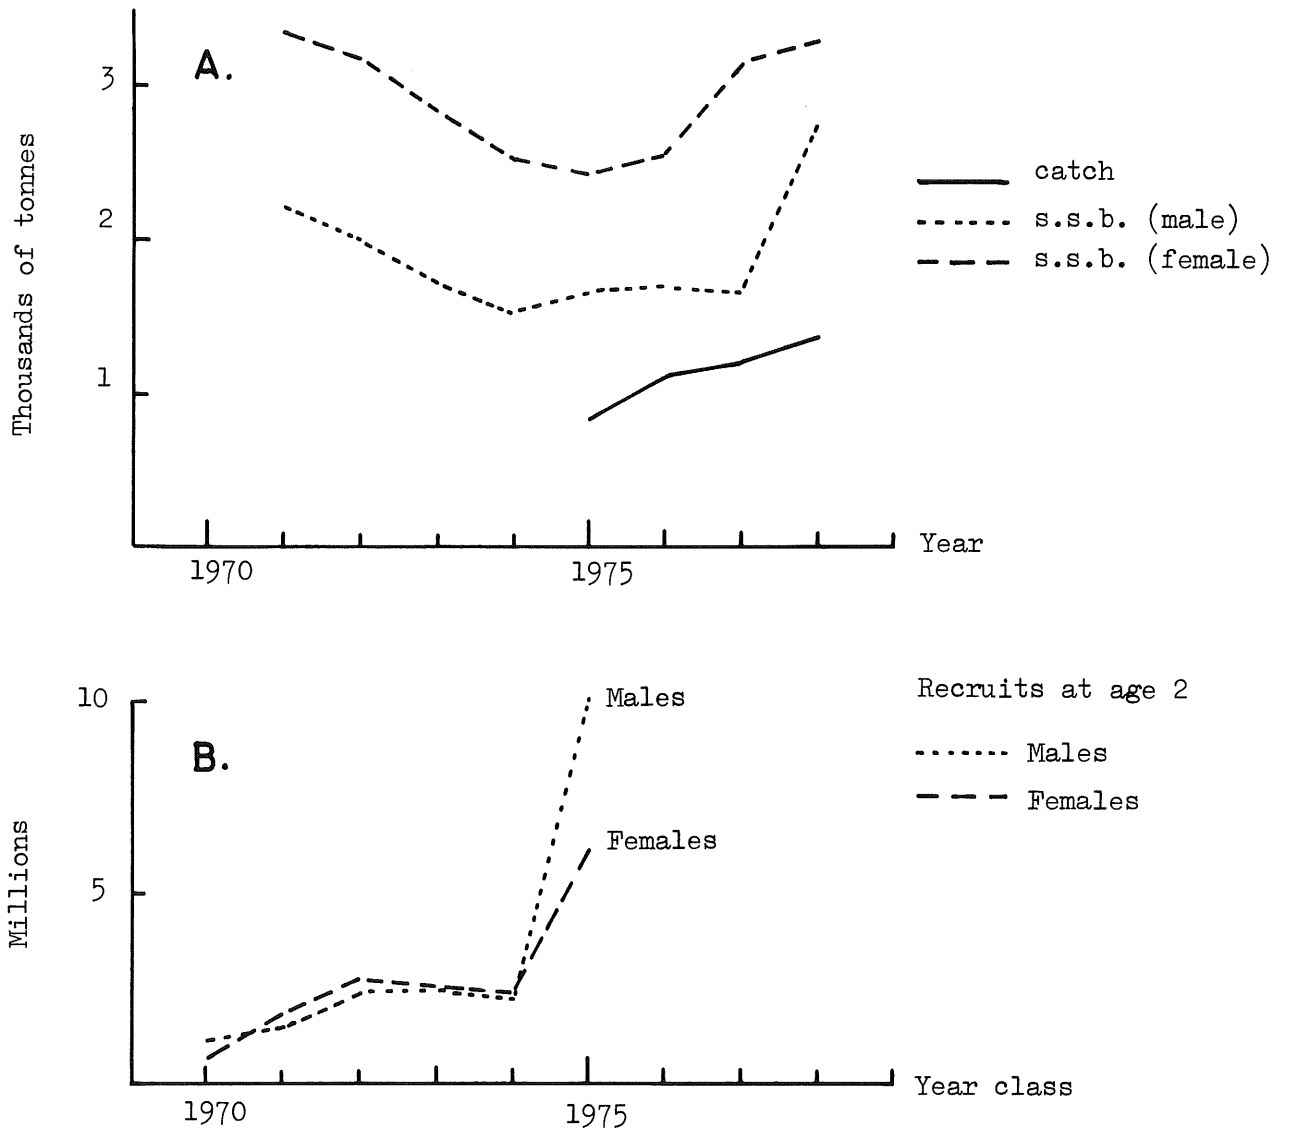 A.
3
2
1
Thousands of tonnes
catch
s.s.b. (male)
s.s.b. (female)
Year
1970
1975
10
5
Millions
B.
Males
Females
Recruits at age 2
Males
Females
Year class
1970
1975